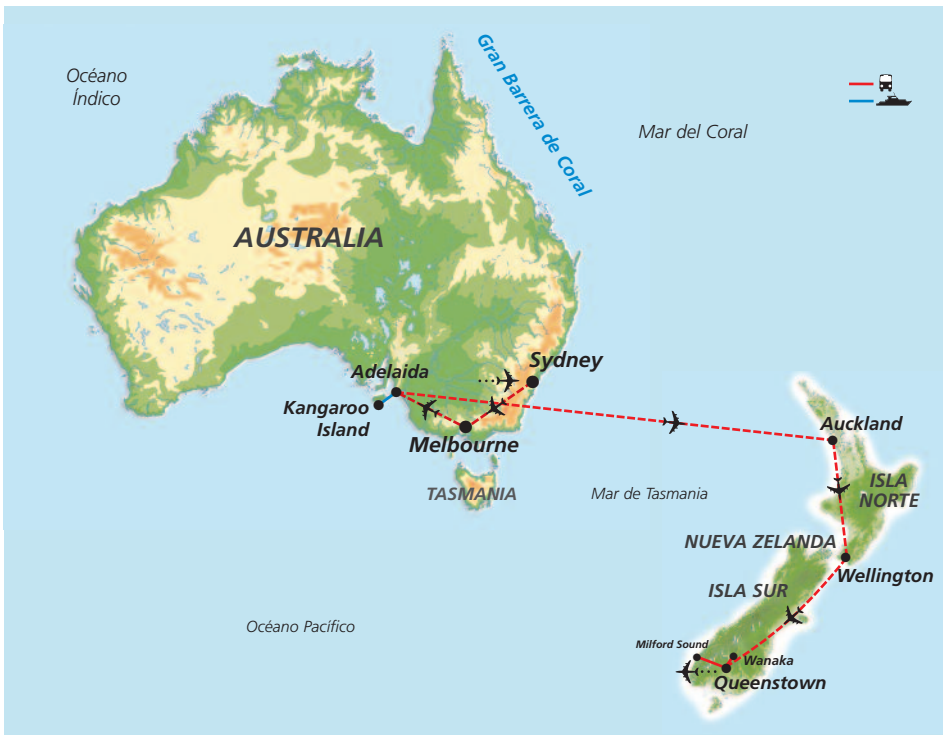 Océano
Índico
Gran Barrera de Coral
Mar del Coral
AUSTRALIA
Sydney
Adelaida
Kangaroo
Island
Melbourne
Auckland
TASMANIA
Mar de Tasmania
ISLA
NORTE
NUEVA ZELANDA
Wellington
ISLA SUR
Océano Pacífico
Milford Sound
Wanaka
Queenstown